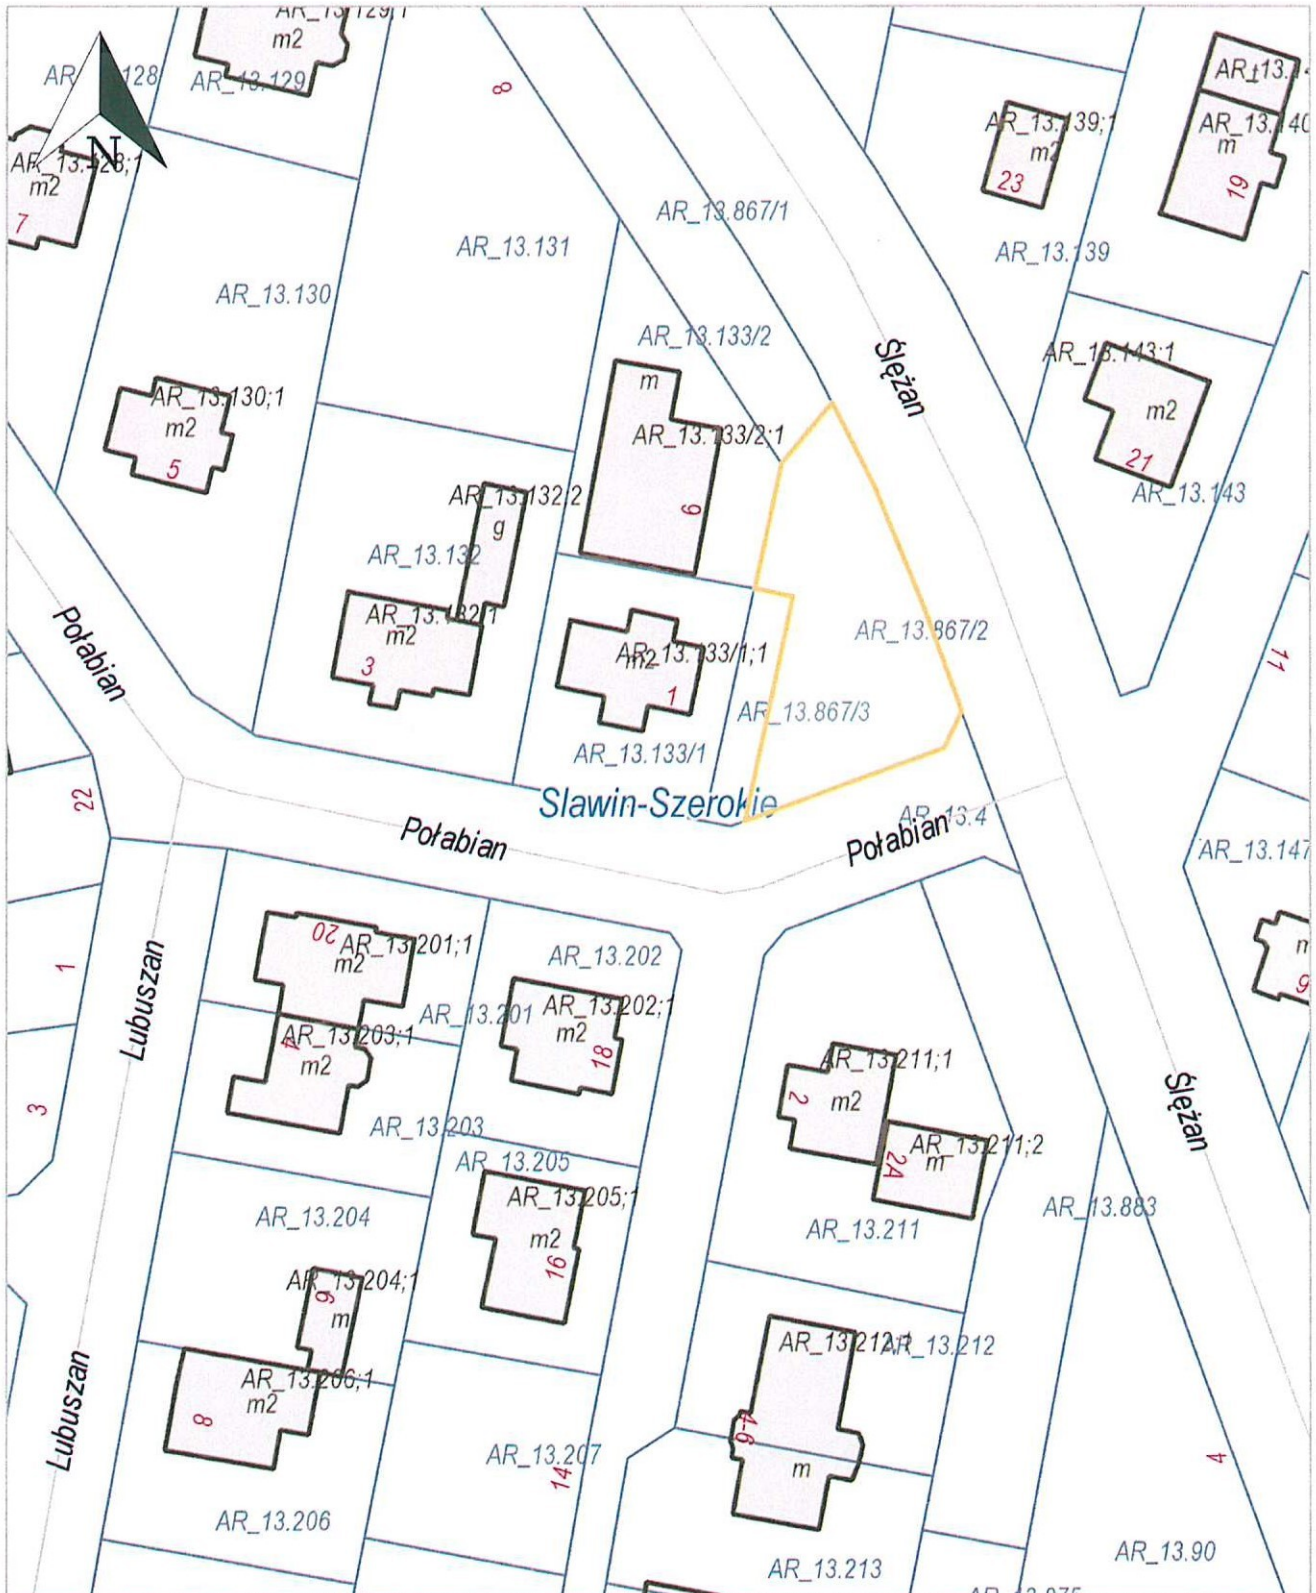 AR_13.129;1
m2
AR_13.129
N
m2
7
8
AR_13.867/1
AR_13.131
AR_13.130
AR_13.133/2
m
AR_13.133/2;1
9
AR_13.130;1
m2
5
AR_13.132;2
g
AR_13.132
AR_13.132;1
m2
3
AR_13.133/1;1
m2
1
AR_13.133/1
AR_13.867/2
AR_13.867/3
Ślężan
AR_13.139;1
m2
23
AR_13.139
m
19
AR_13.143;1
m2
21
AR_13.143
11
Połabian
22
Slawin-Szerokie
Połabian
Połabian
AR_13.4
AR_13.147
1
3
Lubuszan
20
AR_13.201;1
m2
AR_13.201
AR_13.202
AR_13.202;1
m2
18
AR_13.203;1
4
m2
AR_13.203
AR_13.205
AR_13.205;1
m2
16
AR_13.204
AR_13.204;1
6
m
AR_13.211;1
m2
2
AR_13.211;2
m
2A
AR_13.211
AR_13.883
Ślężan
Lubuszan
AR_13.206;1
m2
8
AR_13.206
AR_13.207
14
AR_13.212;1
AR_13.212
4-6
m
AR_13.213
4
AR_13.90